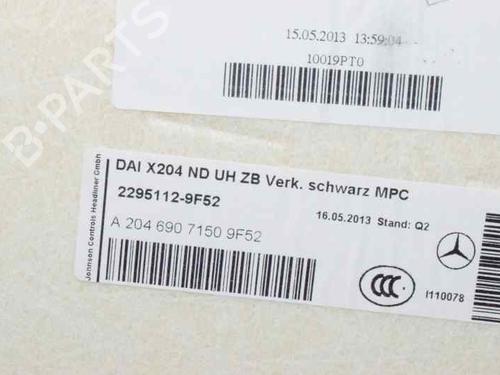 15.05.2013 13:59:04
10019PT0
B-PARTS
Johnson Controls Headliner Gmbh
DAI X204 ND UH ZB Verk. schwarz MPC
2295112-9F52
16.05.2013 Stand: Q2
A 204 690 7150 9F52
CCC
I110078